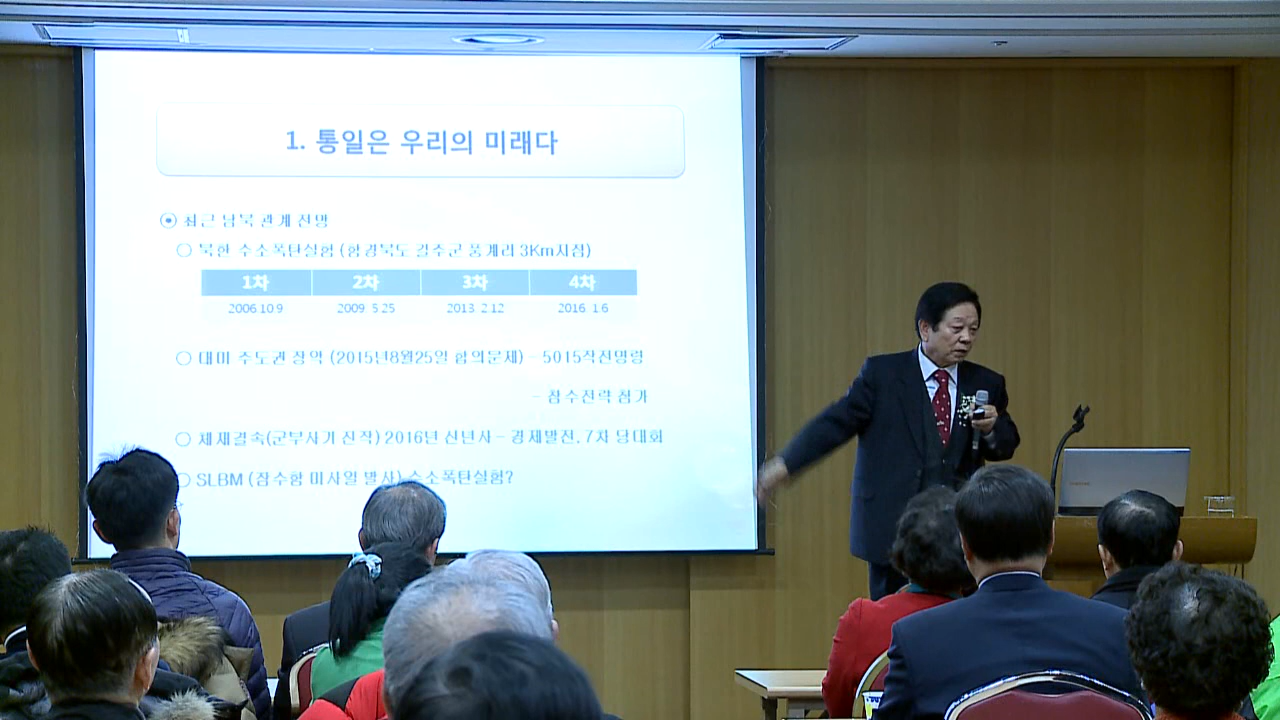 1. 통일은 우리의 미래다
최근 남북 관계 전망
북한 수소폭탄실험 (함경북도 길주군 풍계리 3Km지점)
1차 2차 3차 4차
2006.10.9 2009. 5.25 2013. 2.12 2016. 1.6
대미 주도권 장악 (2015년8월25일 합의문제) - 5015작전명령
- 참수전략 참가
체제결속(군부사기 진작) 2016년 신년사 - 경제발전, 7차 당대회
SLBM (잠수함 미사일 발사) 수소폭탄실험?
SAMSUNG